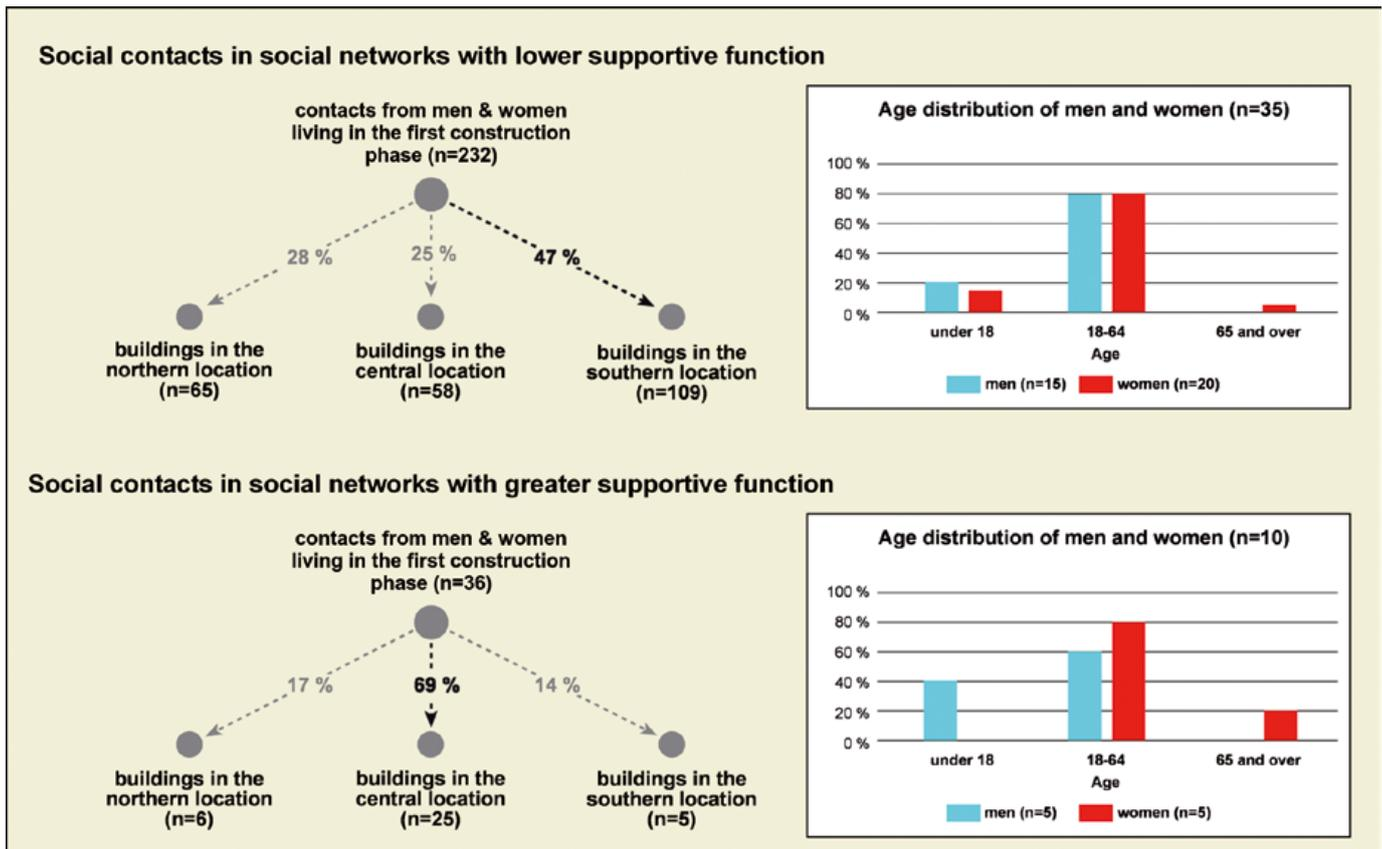 Social contacts in social networks with lower supportive function
contacts from men & women
living in the first construction
phase (n=232)
28 %
25 %
47 %
buildings in the
northern location
(n=65)
buildings in the
central location
(n=58)
buildings in the
southern location
(n=109)
Age distribution of men and women (n=35)
100 %
80 %
60 %
40 %
20 %
0 %
under 18
18-64
65 and over
Age
men (n=15)
women (n=20)
Social contacts in social networks with greater supportive function
contacts from men & women
living in the first construction
phase (n=36)
17 %
69 %
14 %
buildings in the
northern location
(n=6)
buildings in the
central location
(n=25)
buildings in the
southern location
(n=5)
Age distribution of men and women (n=10)
100 %
80 %
60 %
40 %
20 %
0 %
under 18
18-64
65 and over
Age
men (n=5)
women (n=5)